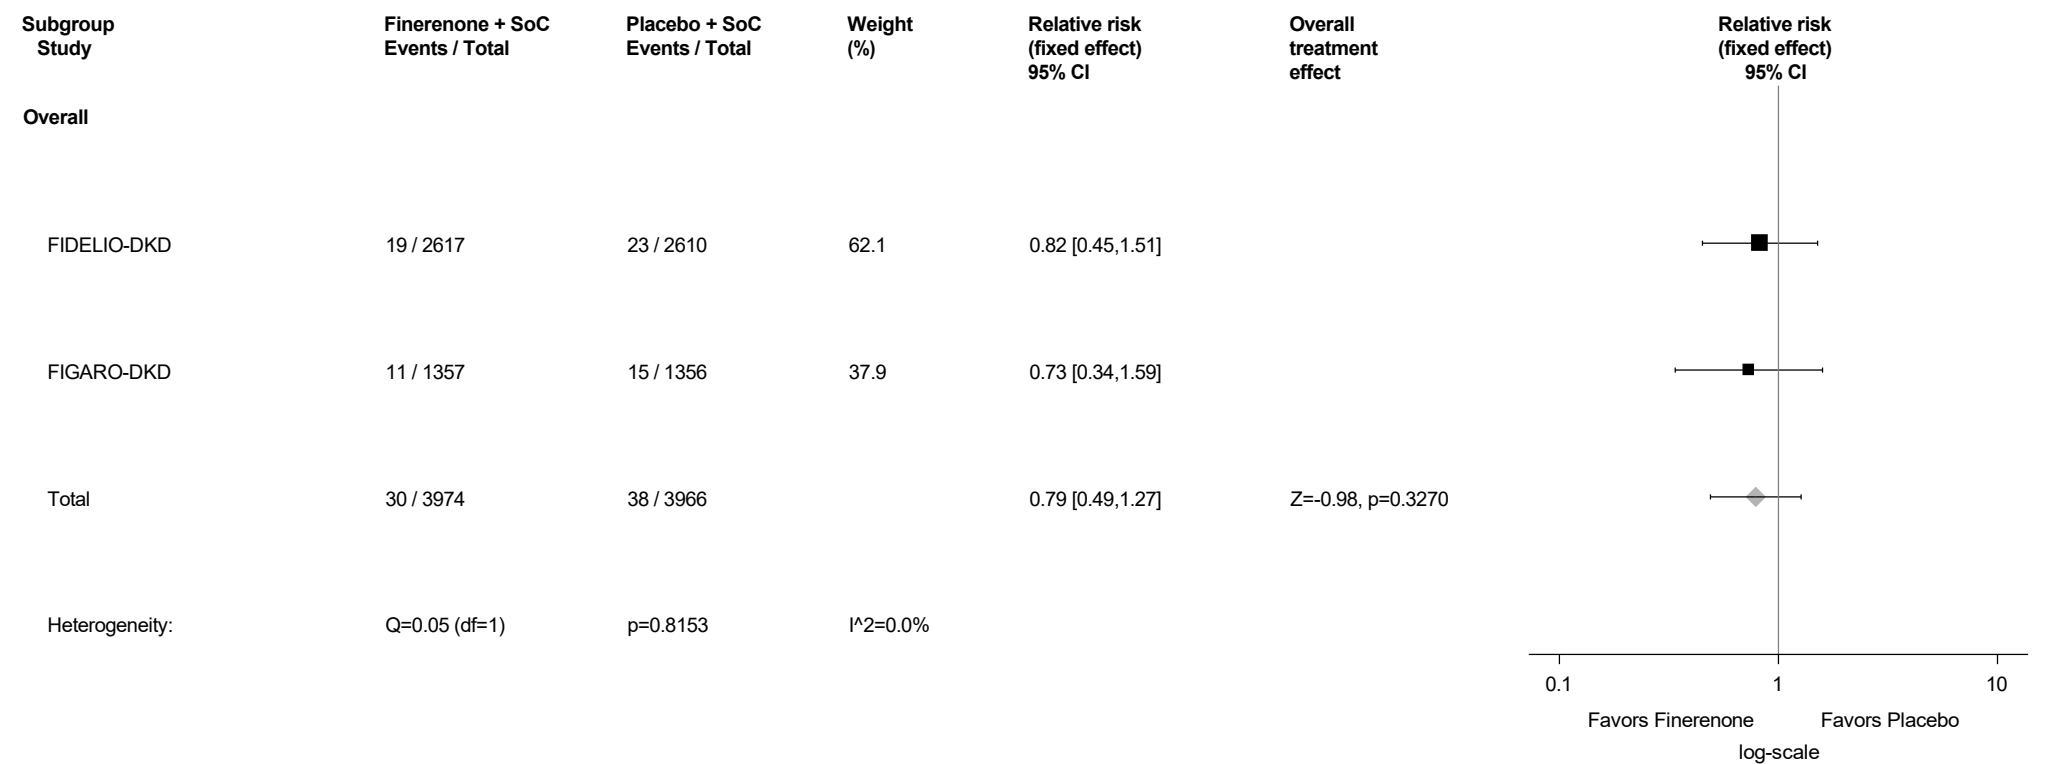 Subgroup Finerenone + SoC Placebo + SoC Weight Relative risk Overall Relative risk
Study Events / Total Events / Total (%) (fixed effect) treatment (fixed effect)
95% CI effect 95% CI
Overall
FIDELIO-DKD 19 / 2617 23 / 2610 62.1 0.82 [0.45,1.51]
FIGARO-DKD 11 / 1357 15 / 1356 37.9 0.73 [0.34,1.59]
Total 30 / 3974 38 / 3966 0.79 [0.49,1.27] Z=-0.98, p=0.3270
Heterogeneity: Q=0.05 (df=1) p=0.8153 I^2=0.0%
0.1 1 10
Favors Finerenone Favors Placebo
log-scale